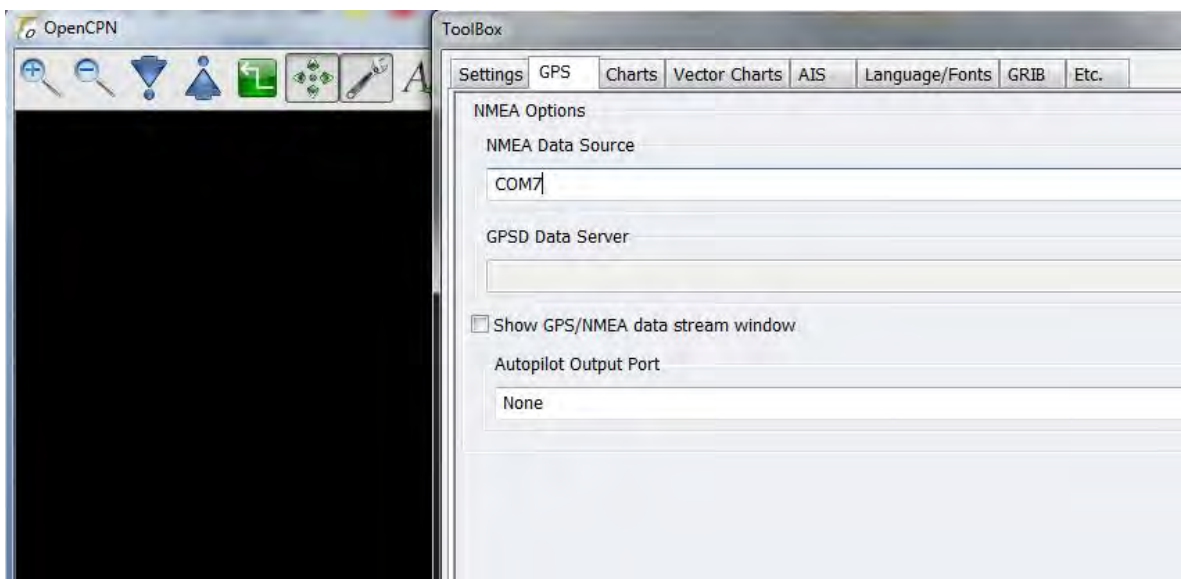 OpenCPN
A
ToolBox
Settings GPS Charts Vector Charts AIS Language/Fonts GRIB Etc.
NMEA Options
NMEA Data Source
COM7
GPSD Data Server
Show GPS/NMEA data stream window
Autopilot Output Port
None